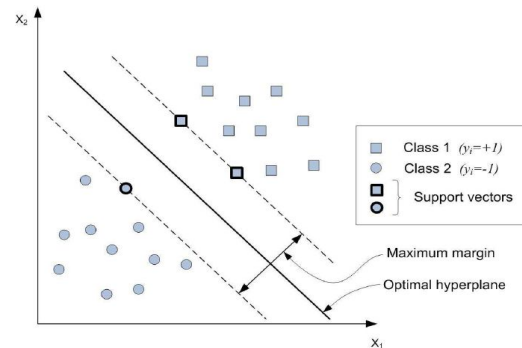 X2
Class 1 (yi=+1)
Class 2 (yi=-1)
Support vectors
Maximum margin
Optimal hyperplane
X1